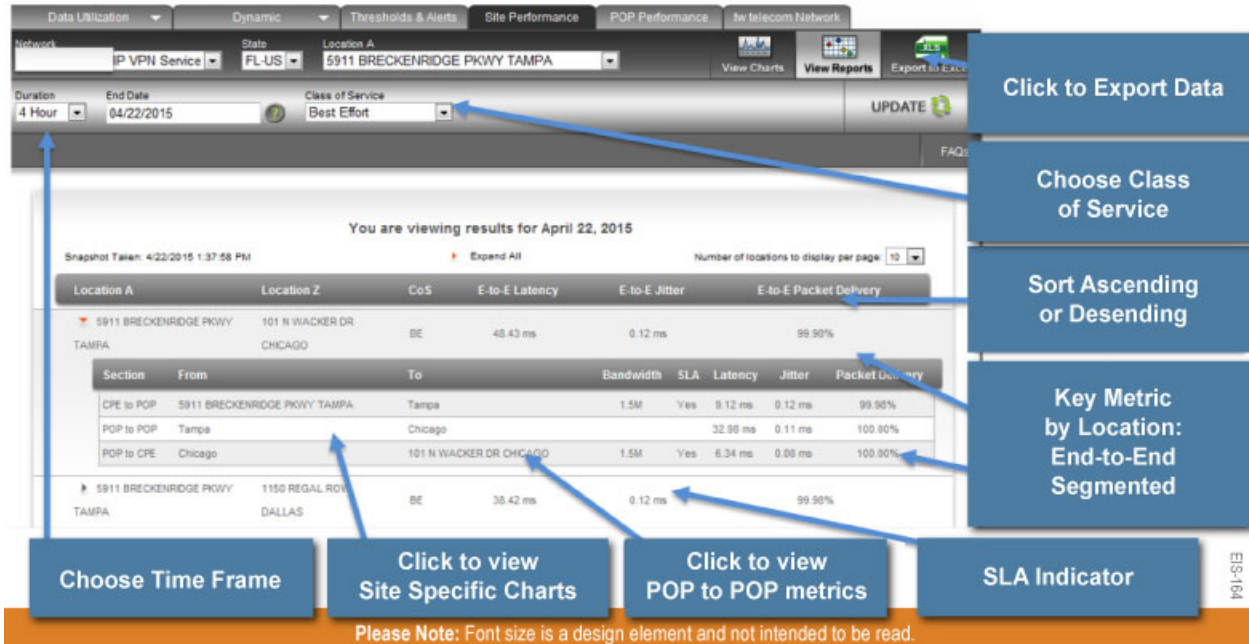 Data Utilization Dynamic Thresholds & Alerts Site Performance POP Performance tw telecom Network
Network State Location A
IP VPN Service FL-US 5911 BRECKENRIDGE PKWY TAMPA
View Charts View Reports Export to Excel
Duration End Date Class of Service
4 Hour 04/22/2015 Best Effort UPDATE
FAQs
Click to Export Data
Choose Class
of Service
Sort Ascending
or Desending
Key Metric
by Location:
End-to-End
Segmented
You are viewing results for April 22, 2015
Snapshot Taken: 4/22/2015 1:37:58 PM Expand All Number of locations to display per page: 10
Location A Location Z CoS E-to-E Latency E-to-E Jitter E-to-E Packet Delivery
5911 BRECKENRIDGE PKWY 101 N WACKER DR
TAMPA CHICAGO BE 48.43 ms 0.12 ms 99.98%
Section From To Bandwidth SLA Latency Jitter Packet Delivery
CPE to POP 5911 BRECKENRIDGE PKWY TAMPA Tampa 1.5M Yes 9.12 ms 0.12 ms 99.98%
POP to POP Tampa Chicago 32.98 ms 0.11 ms 100.00%
POP to CPE Chicago 101 N WACKER DR CHICAGO 1.5M Yes 6.34 ms 0.08 ms 100.00%
5911 BRECKENRIDGE PKWY 1150 REGAL ROW
TAMPA DALLAS BE 38.42 ms 0.12 ms 99.98%
Choose Time Frame
Click to view
Site Specific Charts
Click to view
POP to POP metrics
SLA Indicator
EIS-164
Please Note: Font size is a design element and not intended to be read.